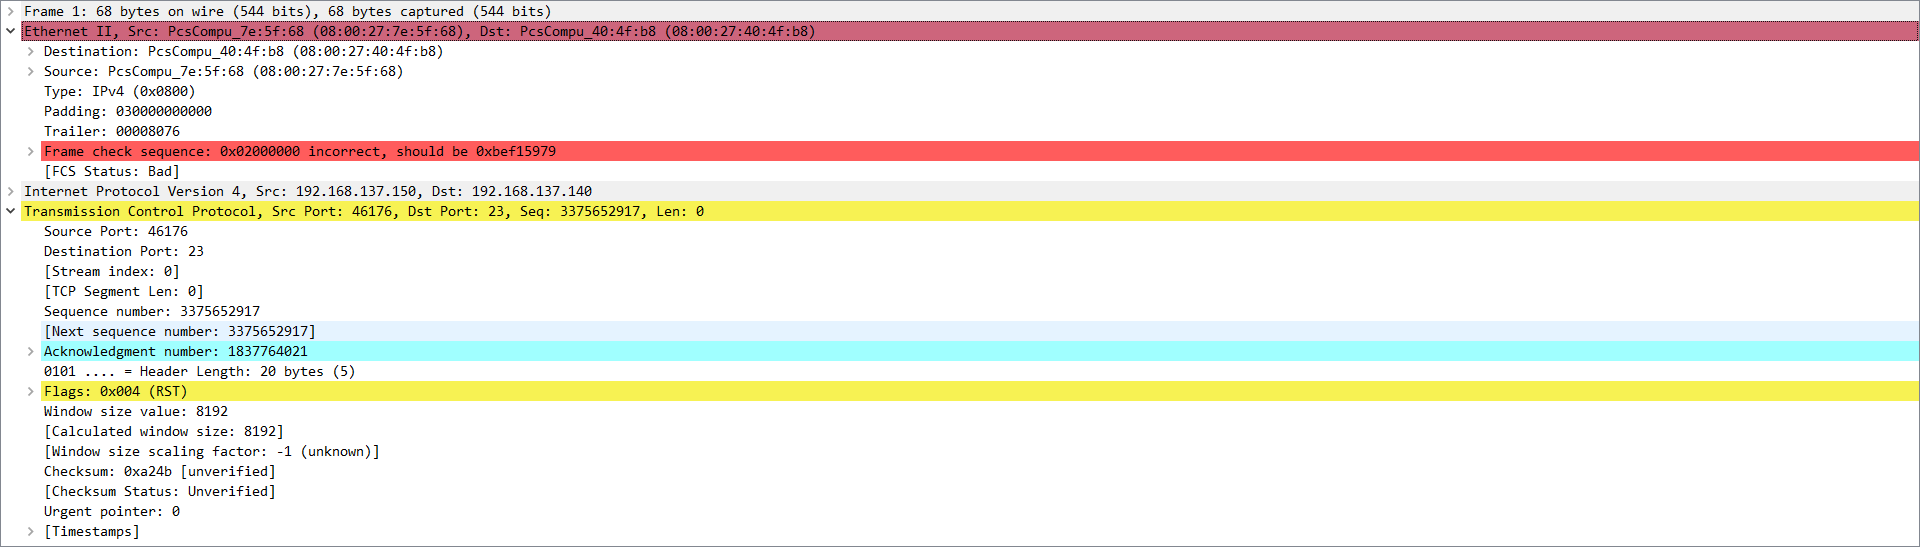 Frame 1: 68 bytes on wire (544 bits), 68 bytes captured (544 bits)
Ethernet II, Src: PcsCompu_7e:5f:68 (08:00:27:7e:5f:68), Dst: PcsCompu_40:4f:b8 (08:00:27:40:4f:b8)
Destination: PcsCompu_40:4f:b8 (08:00:27:40:4f:b8)
Source: PcsCompu_7e:5f:68 (08:00:27:7e:5f:68)
Type: IPv4 (0x0800)
Padding: 030000000000
Trailer: 00008076
Frame check sequence: 0x02000000 incorrect, should be 0xbef15979
[FCS Status: Bad]
Internet Protocol Version 4, Src: 192.168.137.150, Dst: 192.168.137.140
Transmission Control Protocol, Src Port: 46176, Dst Port: 23, Seq: 3375652917, Len: 0
Source Port: 46176
Destination Port: 23
[Stream index: 0]
[TCP Segment Len: 0]
Sequence number: 3375652917
[Next sequence number: 3375652917]
Acknowledgment number: 1837764021
0101 .... = Header Length: 20 bytes (5)
Flags: 0x004 (RST)
Window size value: 8192
[Calculated window size: 8192]
[Window size scaling factor: -1 (unknown)]
Checksum: 0xa24b [unverified]
[Checksum Status: Unverified]
Urgent pointer: 0
[Timestamps]